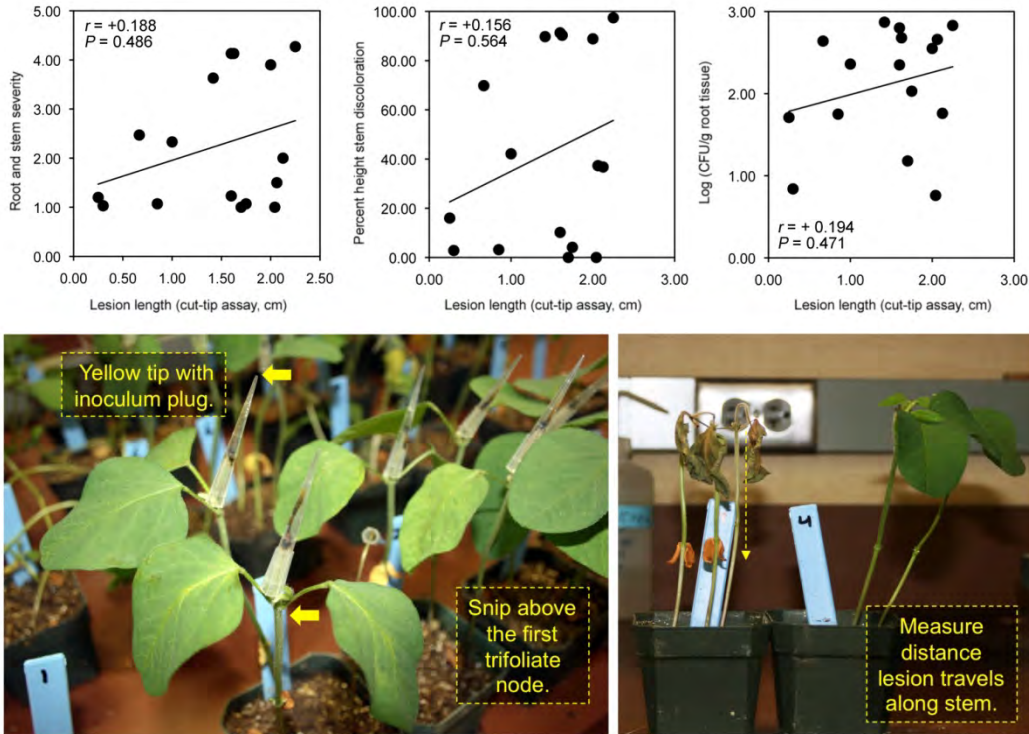 r = +0.188
P = 0.486
5.00
4.00
3.00
2.00
1.00
0.00
Root and stem severity
0.00 0.50 1.00 1.50 2.00 2.50
Lesion length (cut-tip assay, cm)
r = +0.156
P = 0.564
100.00
80.00
60.00
40.00
20.00
0.00
Percent height stem discoloration
0.00 1.00 2.00 3.00
Lesion length (cut-tip assay, cm)
3.00
2.00
1.00
0.00
Log (CFU/g root tissue)
r = + 0.194
P = 0.471
0.00 1.00 2.00 3.00
Lesion length (cut-tip assay, cm)
Yellow tip with
inoculum plug.
Snip above
the first
trifoliate
node.
1
4
Measure
distance
lesion travels
along stem.